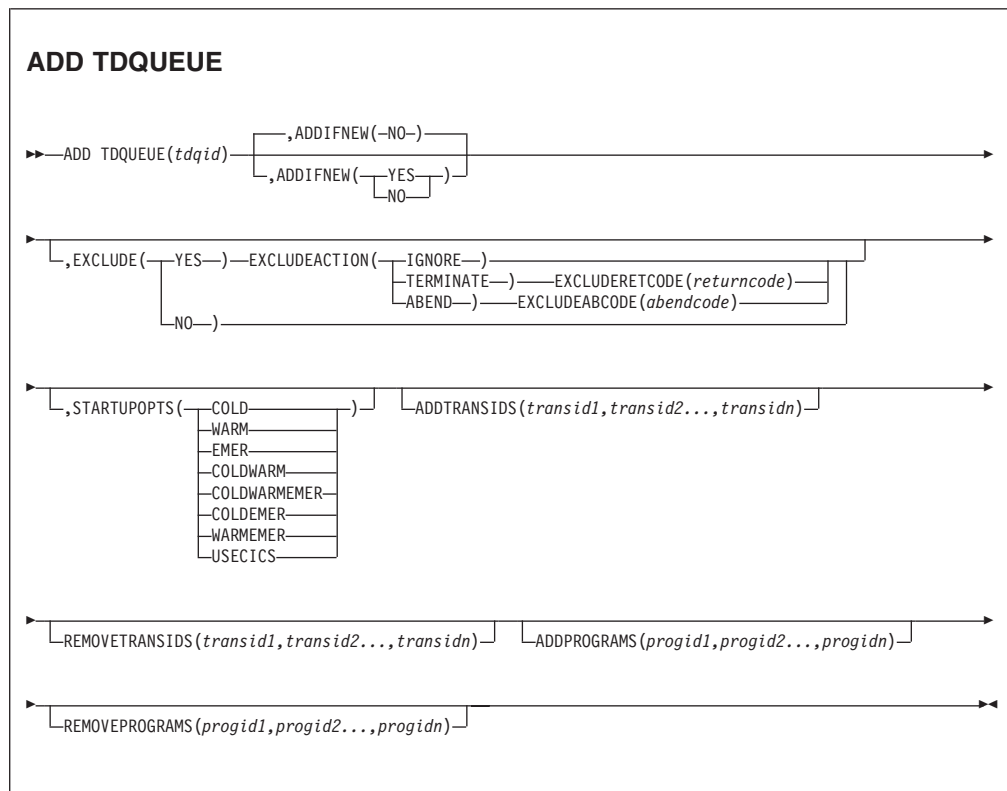 ADD TDQUEUE
,ADDIFNEW(NO)
ADD TDQUEUE(tdqid)
,ADDIFNEW(YES)
NO
,EXCLUDE(YES)EXCLUDEACTION(IGNORE)
TERMINATE)EXCLUDERETCODE(returncode)
ABEND)EXCLUDEABCODE(abendcode)
NO)
,STARTUPOPTS(COLD) ADDTRANSIDS(transid1,transid2...,transidn)
WARM
EMER
COLDWARM
COLDWARMEMER
COLDEMER
WARMEMER
USECICS
REMOVETRANSIDS(transid1,transid2...,transidn) ADDPROGRAMS(progid1,progid2...,progidn)
REMOVEPROGRAMS(progid1,progid2...,progidn)